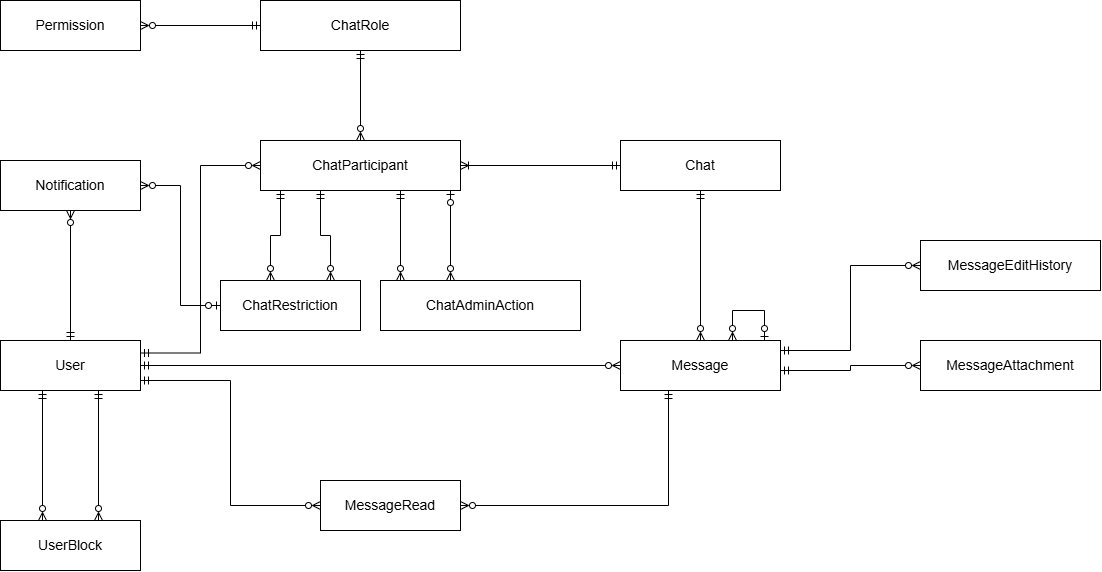 Permission
ChatRole
ChatParticipant
Chat
Notification
MessageEditHistory
ChatRestriction
ChatAdminAction
User
Message
MessageAttachment
MessageRead
UserBlock